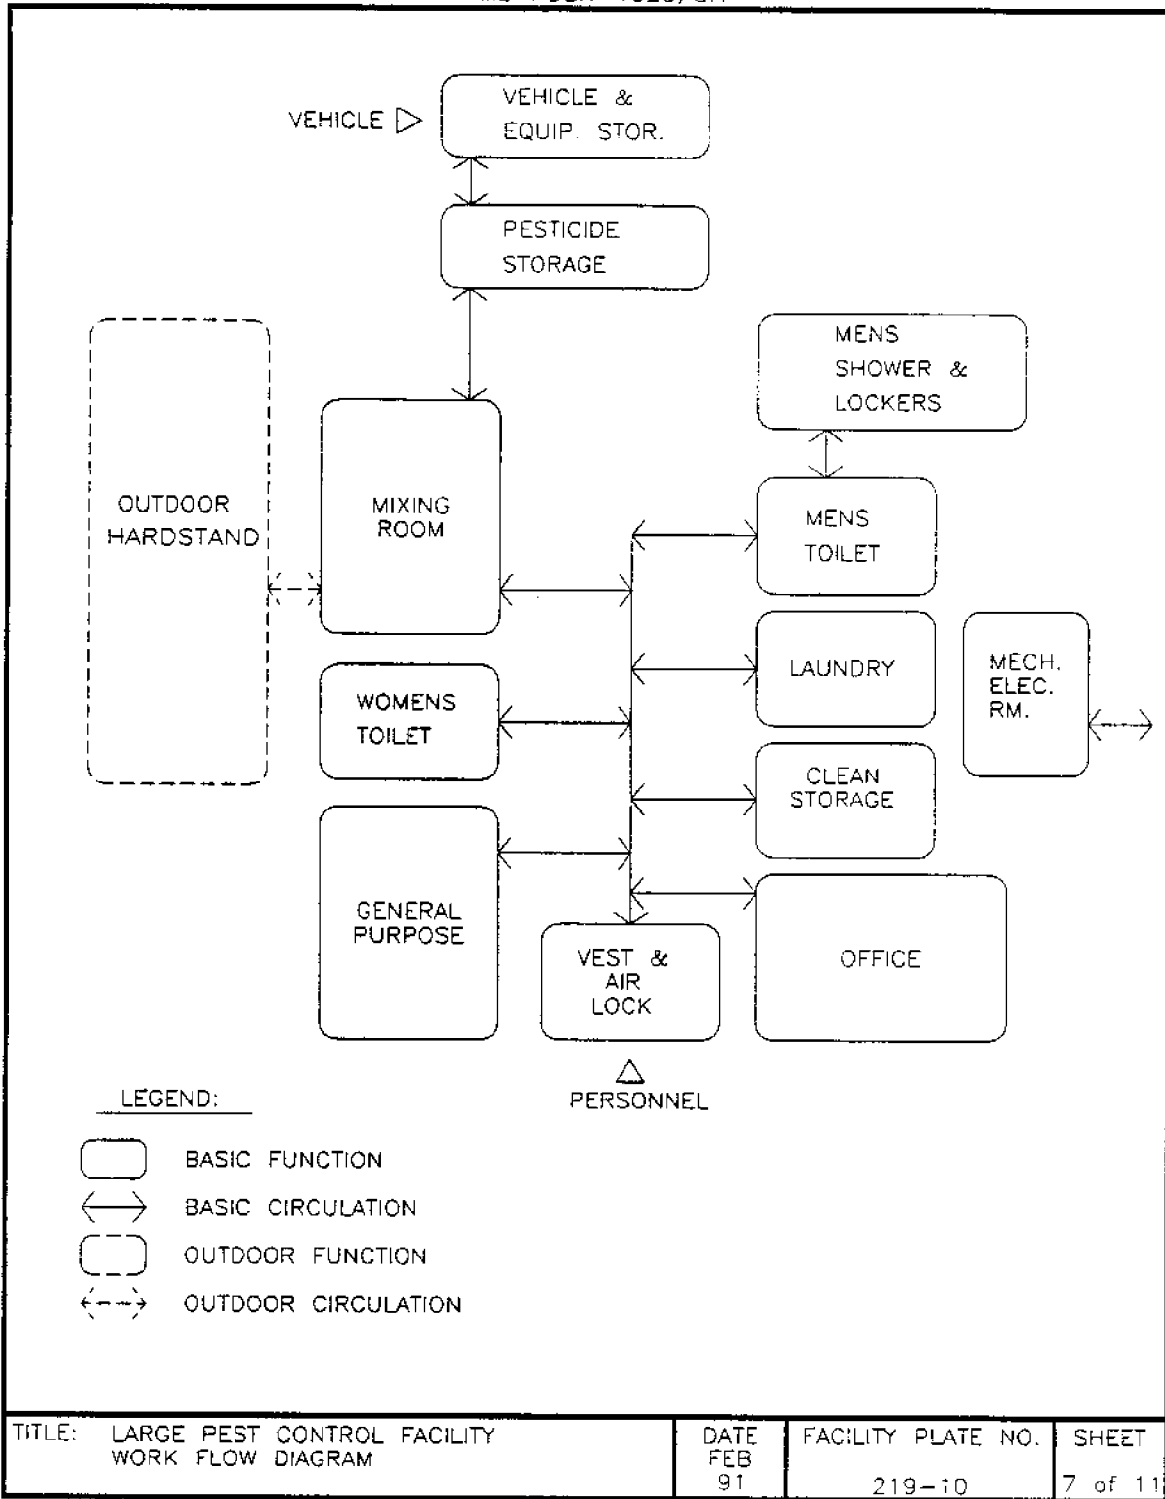 VEHICLE
VEHICLE &
EQUIP. STOR.
PESTICIDE
STORAGE
MENS
SHOWER &
LOCKERS
OUTDOOR
HARDSTAND
MIXING
ROOM
MENS
TOILET
LAUNDRY
MECH.
ELEC.
RM.
WOMENS
TOILET
CLEAN
STORAGE
GENERAL
PURPOSE
VEST &
AIR
LOCK
OFFICE
PERSONNEL
LEGEND:
BASIC FUNCTION
BASIC CIRCULATION
OUTDOOR FUNCTION
OUTDOOR CIRCULATION
TITLE: LARGE PEST CONTROL FACILITY
WORK FLOW DIAGRAM
DATE
FEB
91
FACILITY PLATE NO.
219-10
SHEET
7 of 11